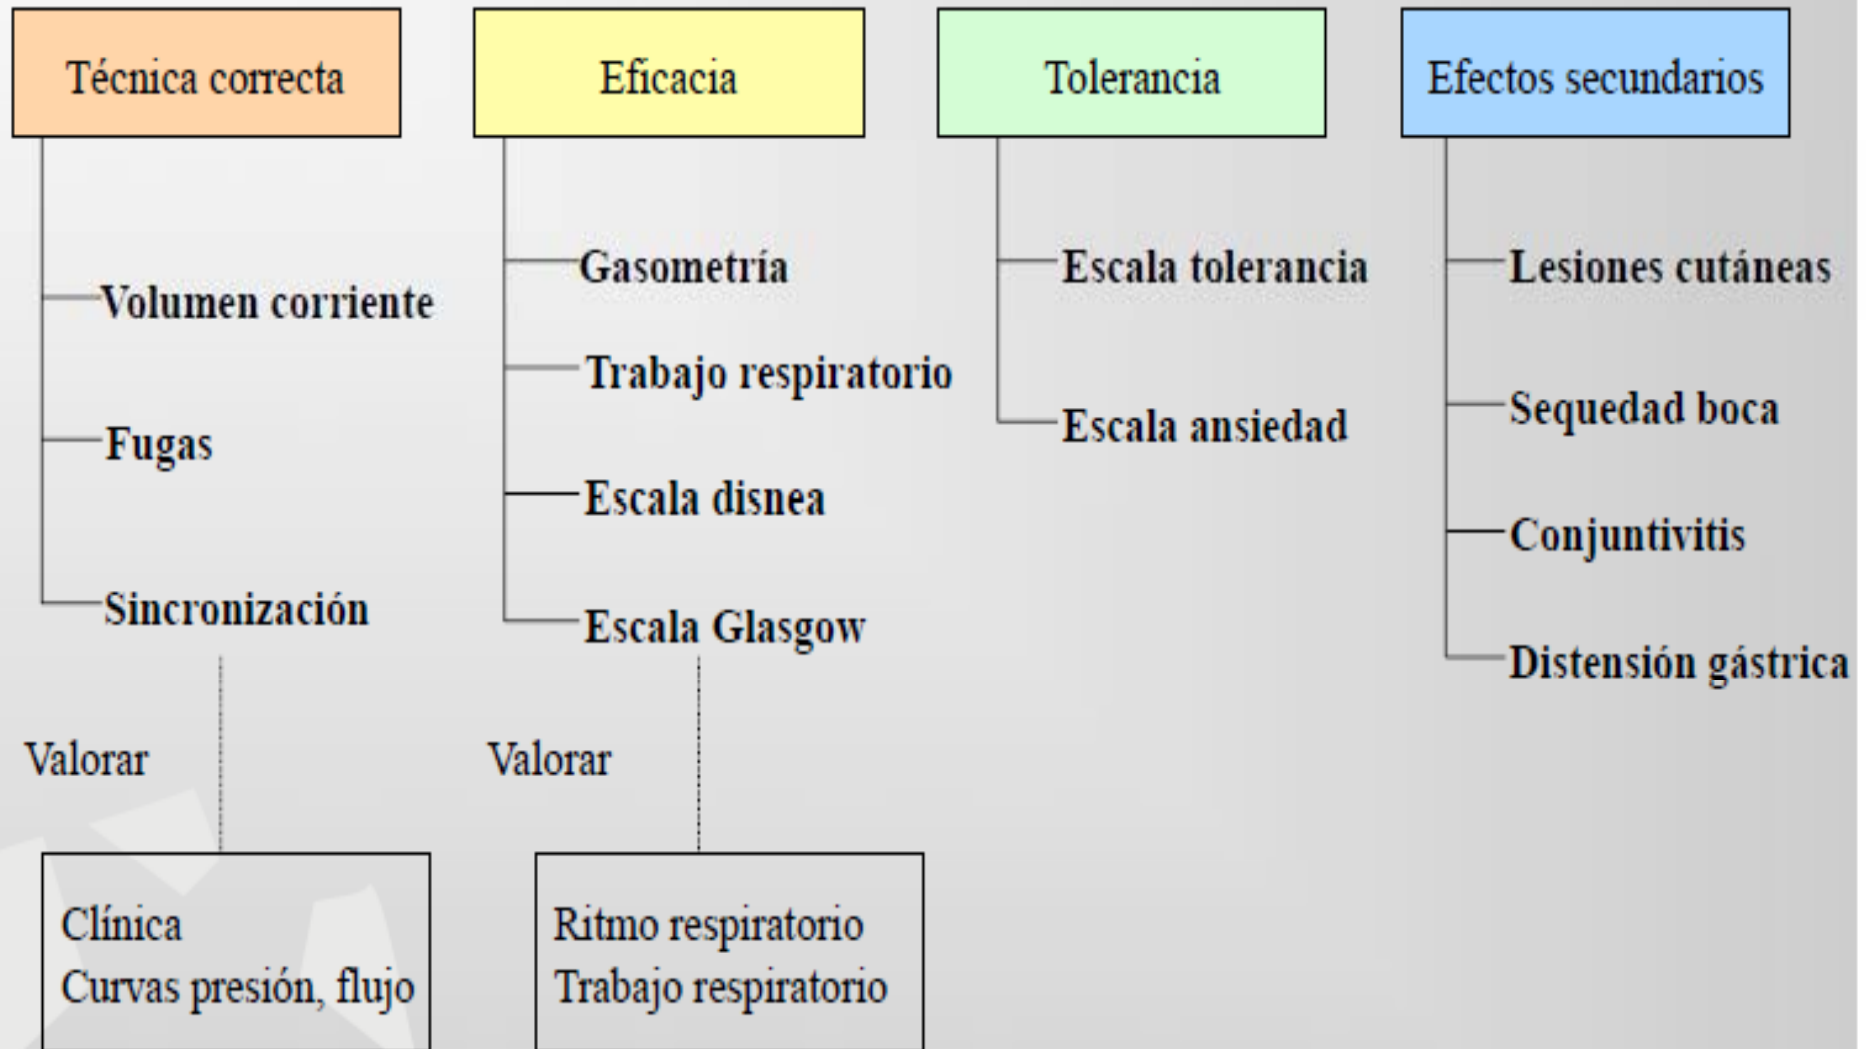 Técnica correcta
Volumen corriente
Fugas
Sincronización
Valorar
Clínica
Curvas presión, flujo
Eficacia
Gasometría
Trabajo respiratorio
Escala disnea
Escala Glasgow
Valorar
Ritmo respiratorio
Trabajo respiratorio
Tolerancia
Escala tolerancia
Escala ansiedad
Efectos secundarios
Lesiones cutáneas
Sequedad boca
Conjuntivitis
Distensión gástrica